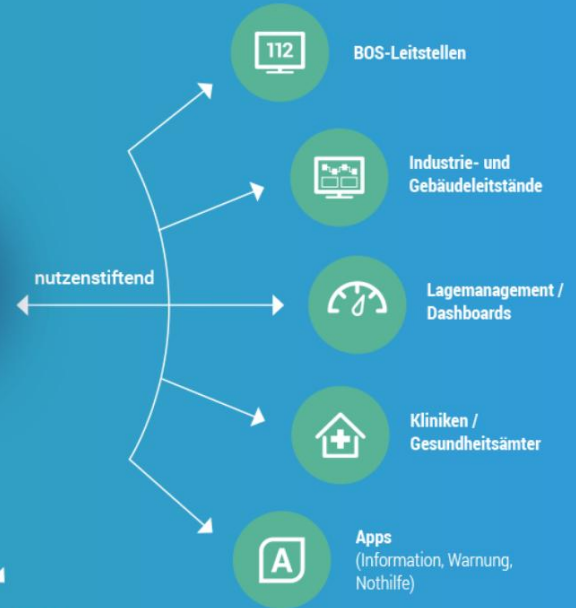 112
BOS-Leitstellen
Industrie- und
Gebäudeleitstände
nutzenstiftend
Lagemanagement /
Dashboards
Kliniken /
Gesundheitsämter
A
Apps
(Information, Warnung,
Nothilfe)